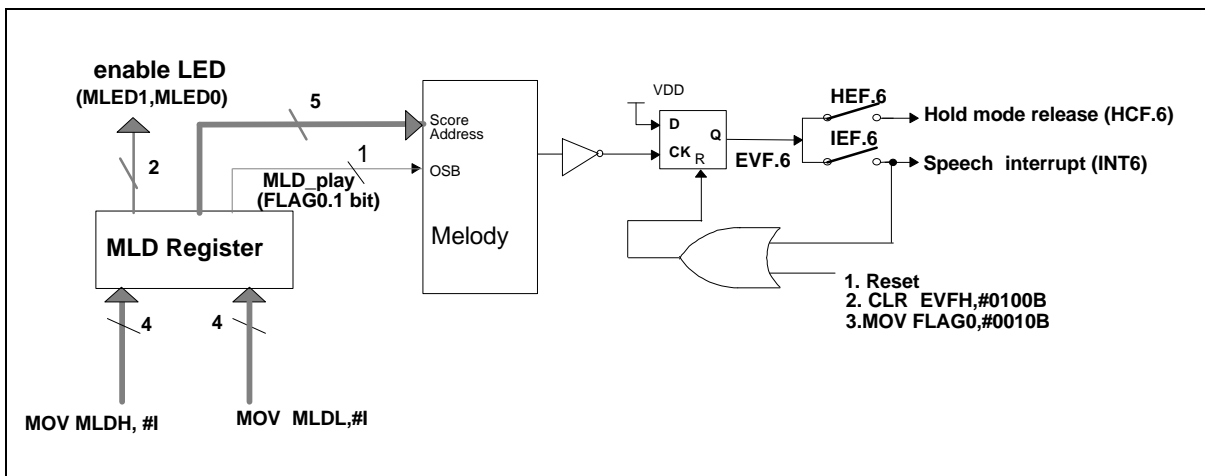 enable LED
(MLED1,MLED0)
2
5
1
MLD_play
(FLAG0.1 bit)
MLD Register
4
4
MOV MLDH, #I
MOV MLDL,#I
Score
Address
OSB
Melody
VDD
D
Q
CK
R
EVF.6
HEF.6
IEF.6
Hold mode release (HCF.6)
Speech interrupt (INT6)
1. Reset
2. CLR EVFH,#0100B
3.MOV FLAG0,#0010B